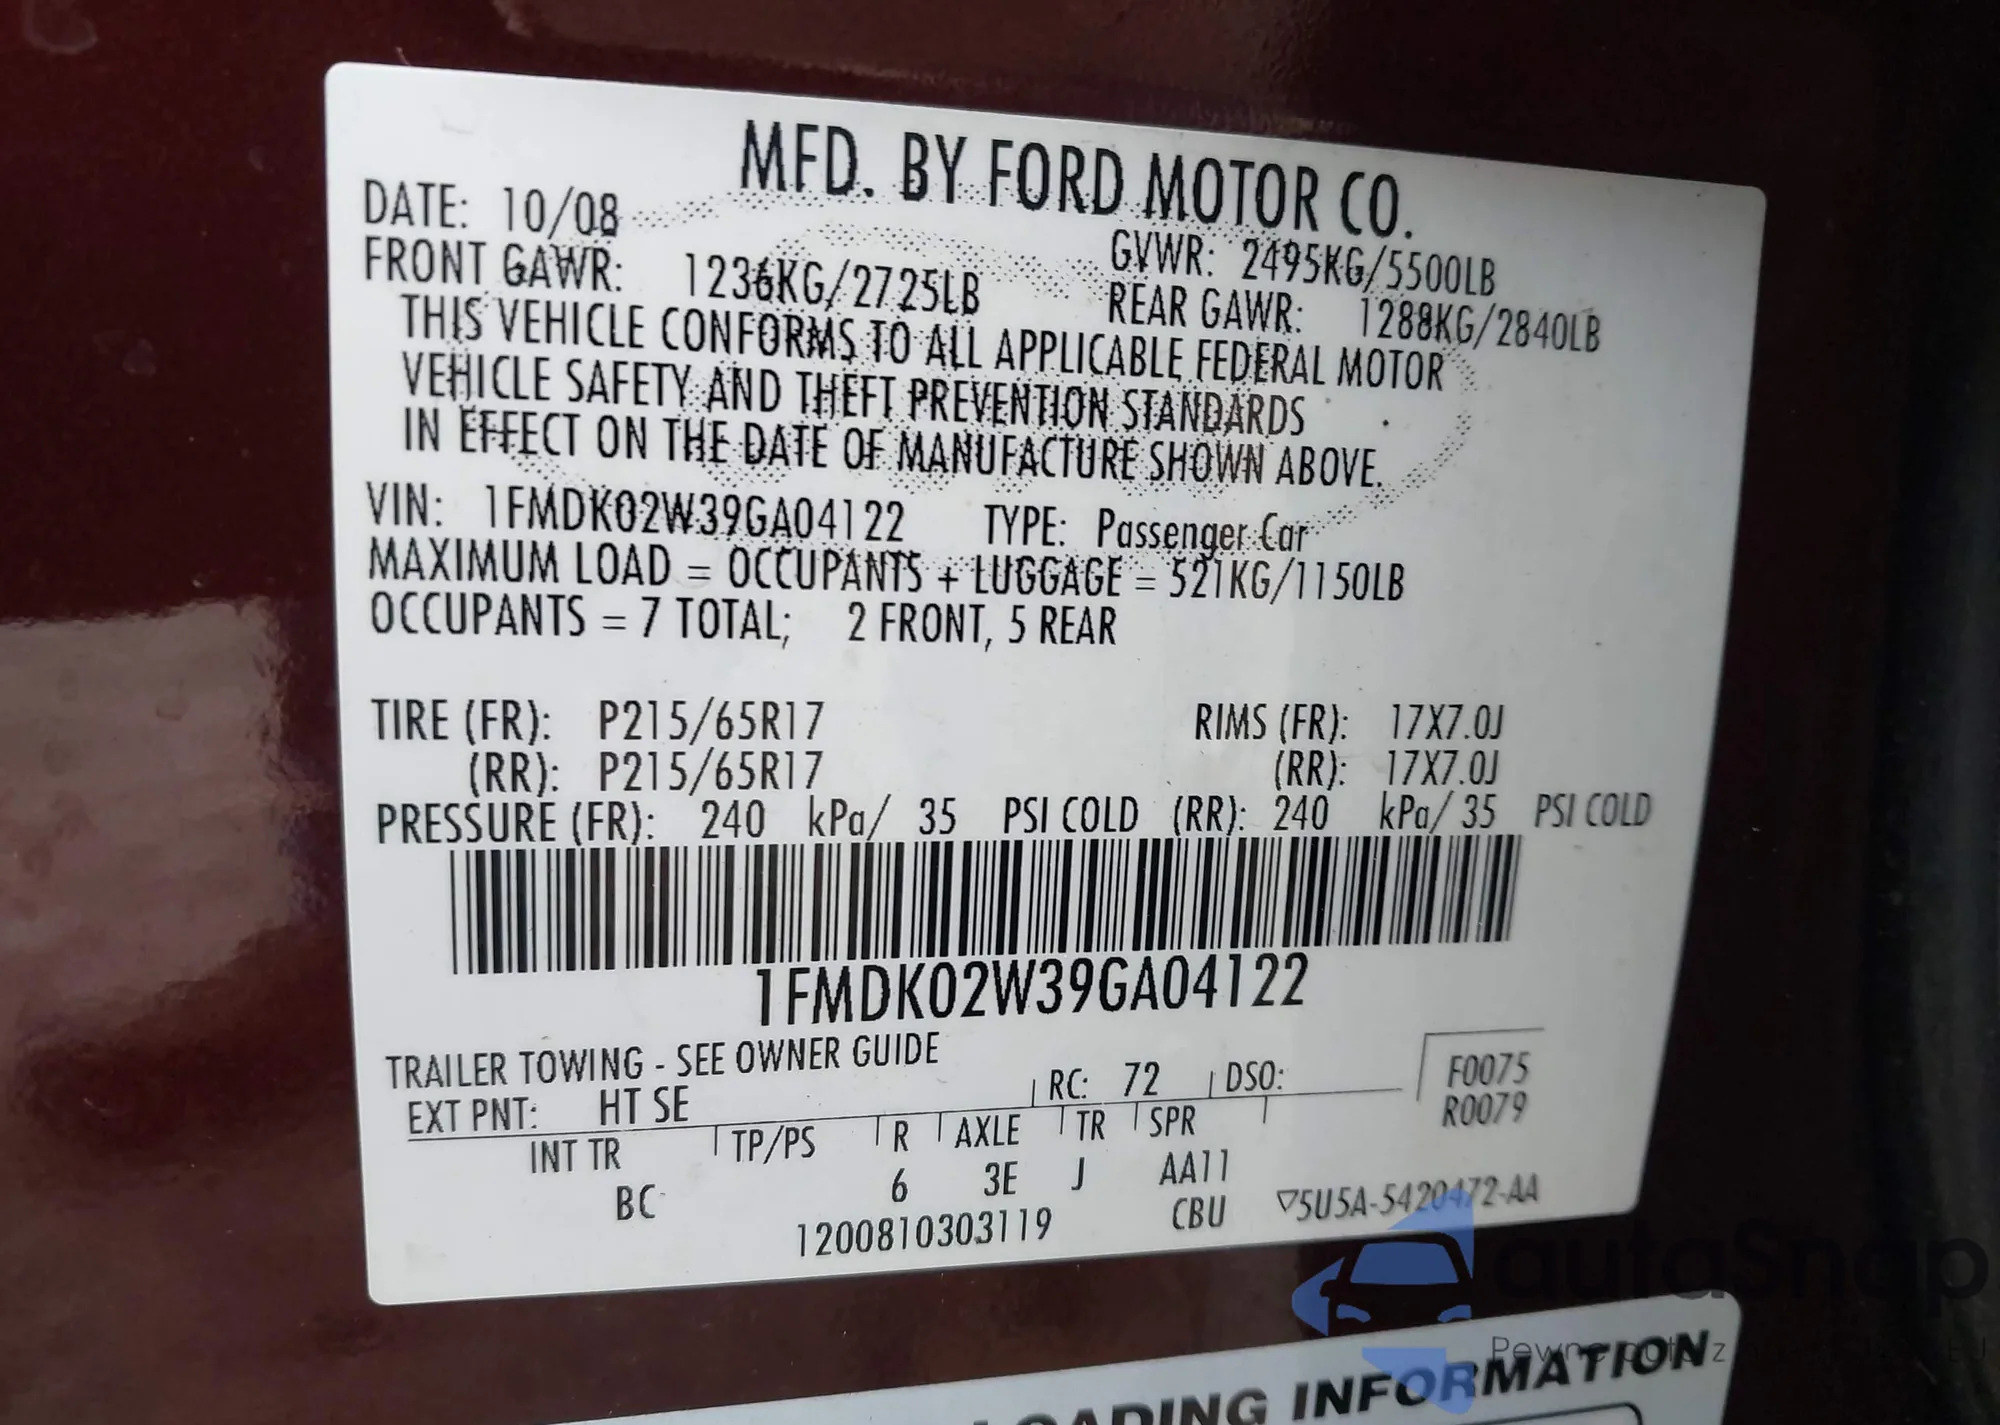 MFD. BY FORD MOTOR CO.
DATE: 10/08
GVWR: 2495KG/5500LB
FRONT GAWR: 1236KG/2725LB
REAR GAWR: 1288KG/2840LB
THIS VEHICLE CONFORMS TO ALL APPLICABLE FEDERAL MOTOR
VEHICLE SAFETY AND THEFT PREVENTION STANDARDS
IN EFFECT ON THE DATE OF MANUFACTURE SHOWN ABOVE.
VIN: 1FMDK02W39GA04122 TYPE: Passenger Car
MAXIMUM LOAD = OCCUPANTS + LUGGAGE = 521KG/1150LB
OCCUPANTS = 7 TOTAL; 2 FRONT, 5 REAR
TIRE (FR): P215/65R17 RIMS (FR): 17X7.0J
(RR): P215/65R17 (RR): 17X7.0J
PRESSURE (FR): 240 kPa/ 35 PSI COLD (RR): 240 kPa/ 35 PSI COLD
1FMDK02W39GA04122
TRAILER TOWING - SEE OWNER GUIDE
EXT PNT: HT SE RC: 72 DSO:
F0075
R0079
INT TR TP/PS R AXLE TR SPR
BC 6 3E J AA11
1200810303119 CBU ▽5U5A-5420472-AA
autoSnap
Pewne auta z
LOADING INFORMATION